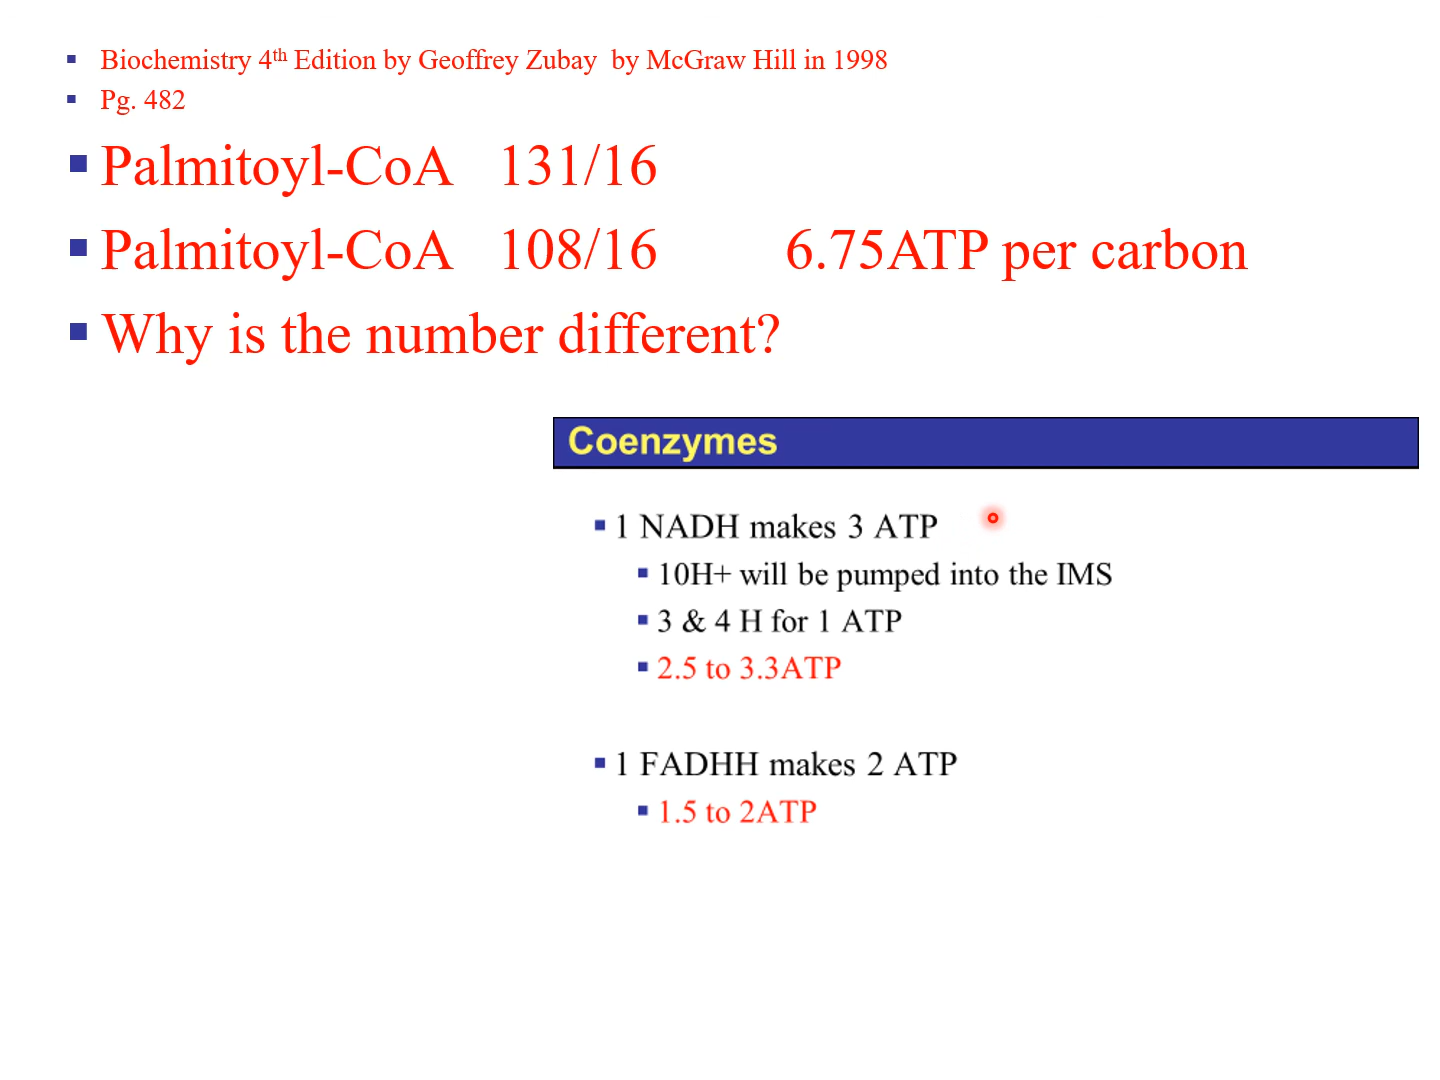 Biochemistry 4th Edition by Geoffrey Zubay by McGraw Hill in 1998
Pg. 482
Palmitoyl-CoA 131/16
Palmitoyl-CoA 108/16 6.75ATP per carbon
Why is the number different?
Coenzymes
1 NADH makes 3 ATP
10H+ will be pumped into the IMS
3 & 4 H for 1 ATP
2.5 to 3.3ATP
1 FADHH makes 2 ATP
1.5 to 2ATP